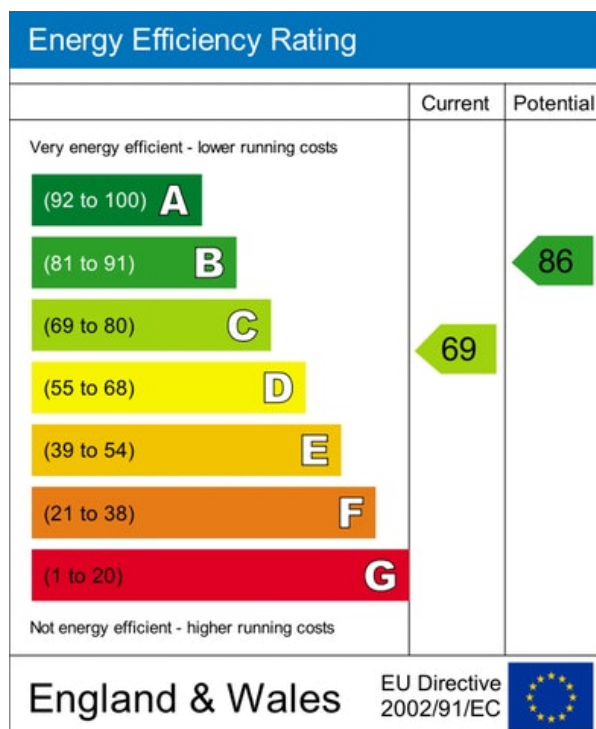 Energy Efficiency Rating
Current Potential
Very energy efficient - lower running costs
(92 to 100) A
(81 to 91) B
86
(69 to 80) C
69
(55 to 68) D
(39 to 54) E
(21 to 38) F
(1 to 20) G
Not energy efficient - higher running costs
England & Wales
EU Directive
2002/91/EC